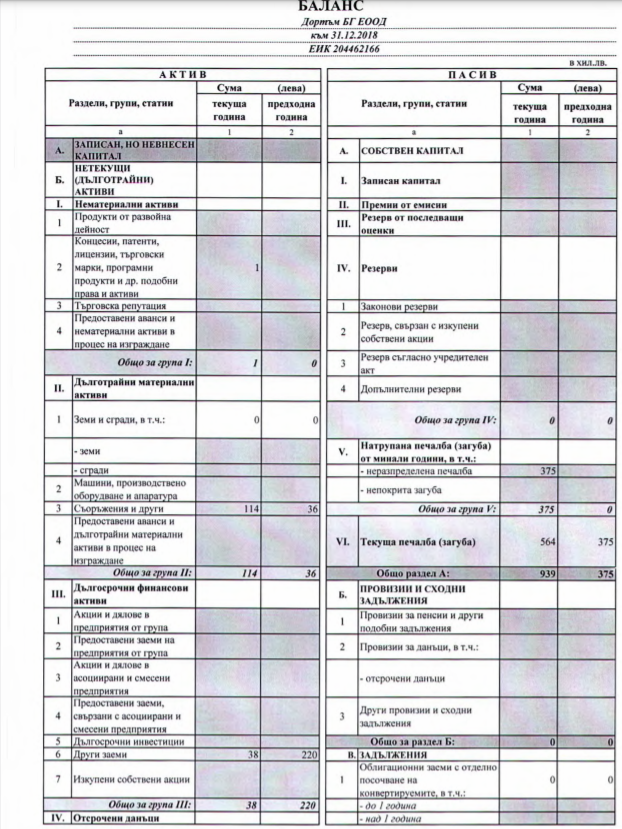 БАЛАНС
Дортъм БГ ЕООД
към 31.12.2018
ЕИК 204462166
в хил.лв.
А К Т И В
Раздели, групи, статии
Сума (лева)
текуща година
предходна година
а 1 2
А. ЗАПИСАН, НО НЕВНЕСЕН
КАПИТАЛ
Б. НЕТЕКУЩИ
(ДЪЛГОТРАЙНИ)
АКТИВИ
I. Нематериални активи
1 Продукти от развойна
дейност
2 Концесии, патенти,
лицензии, търговски
марки, програмни
продукти и др. подобни
права и активи 1
3 Търговска репутация
4 Предоставени аванси и
нематериални активи в
процес на изграждане
Общо за група I: 1 0
II. Дълготрайни материални
активи
1 Земи и сгради, в т.ч.: 0 0
- земи
- сгради
2 Машини, производствено
оборудване и апаратура
3 Съоръжения и други 114 36
4 Предоставени аванси и
дълготрайни материални
активи в процес на
изграждане
Общо за група II: 114 36
III. Дългосрочни финансови
активи
1 Акции и дялове в
предприятия от група
2 Предоставени заеми на
предприятия от група
3 Акции и дялове в
асоциирани и смесени
предприятия
4 Предоставени заеми,
свързани с асоциирани и
смесени предприятия
5 Дългосрочни инвестиции
6 Други заеми 38 220
7 Изкупени собствени акции
Общо за група III: 38 220
IV. Отсрочени данъци
П А С И В
Раздели, групи, статии
Сума (лева)
текуща година
предходна година
а 1 2
А. СОБСТВЕН КАПИТАЛ
I. Записан капитал
II. Премии от емисии
III. Резерв от последващи
оценки
IV. Резерви
1 Законови резерви
2 Резерв, свързан с изкупени
собствени акции
3 Резерв съгласно учредителен
акт
4 Допълнителни резерви
Общо за група IV: 0 0
V. Натрупана печалба (загуба)
от минали години, в т.ч.:
- неразпределена печалба 375
- непокрита загуба
Общо за група V: 375 0
VI. Текуща печалба (загуба) 564 375
Общо раздел А: 939 375
Б. ПРОВИЗИИ И СХОДНИ
ЗАДЪЛЖЕНИЯ
1 Провизии за пенсии и други
подобни задължения
2 Провизии за данъци, в т.ч.:
- отсрочени данъци
3 Други провизии и сходни
задължения
Общо за раздел Б: 0 0
В. ЗАДЪЛЖЕНИЯ
1 Облигационни заеми с отделно
посочване на
конвертируемите, в т.ч.: 0 0
- до 1 година
- над 1 година